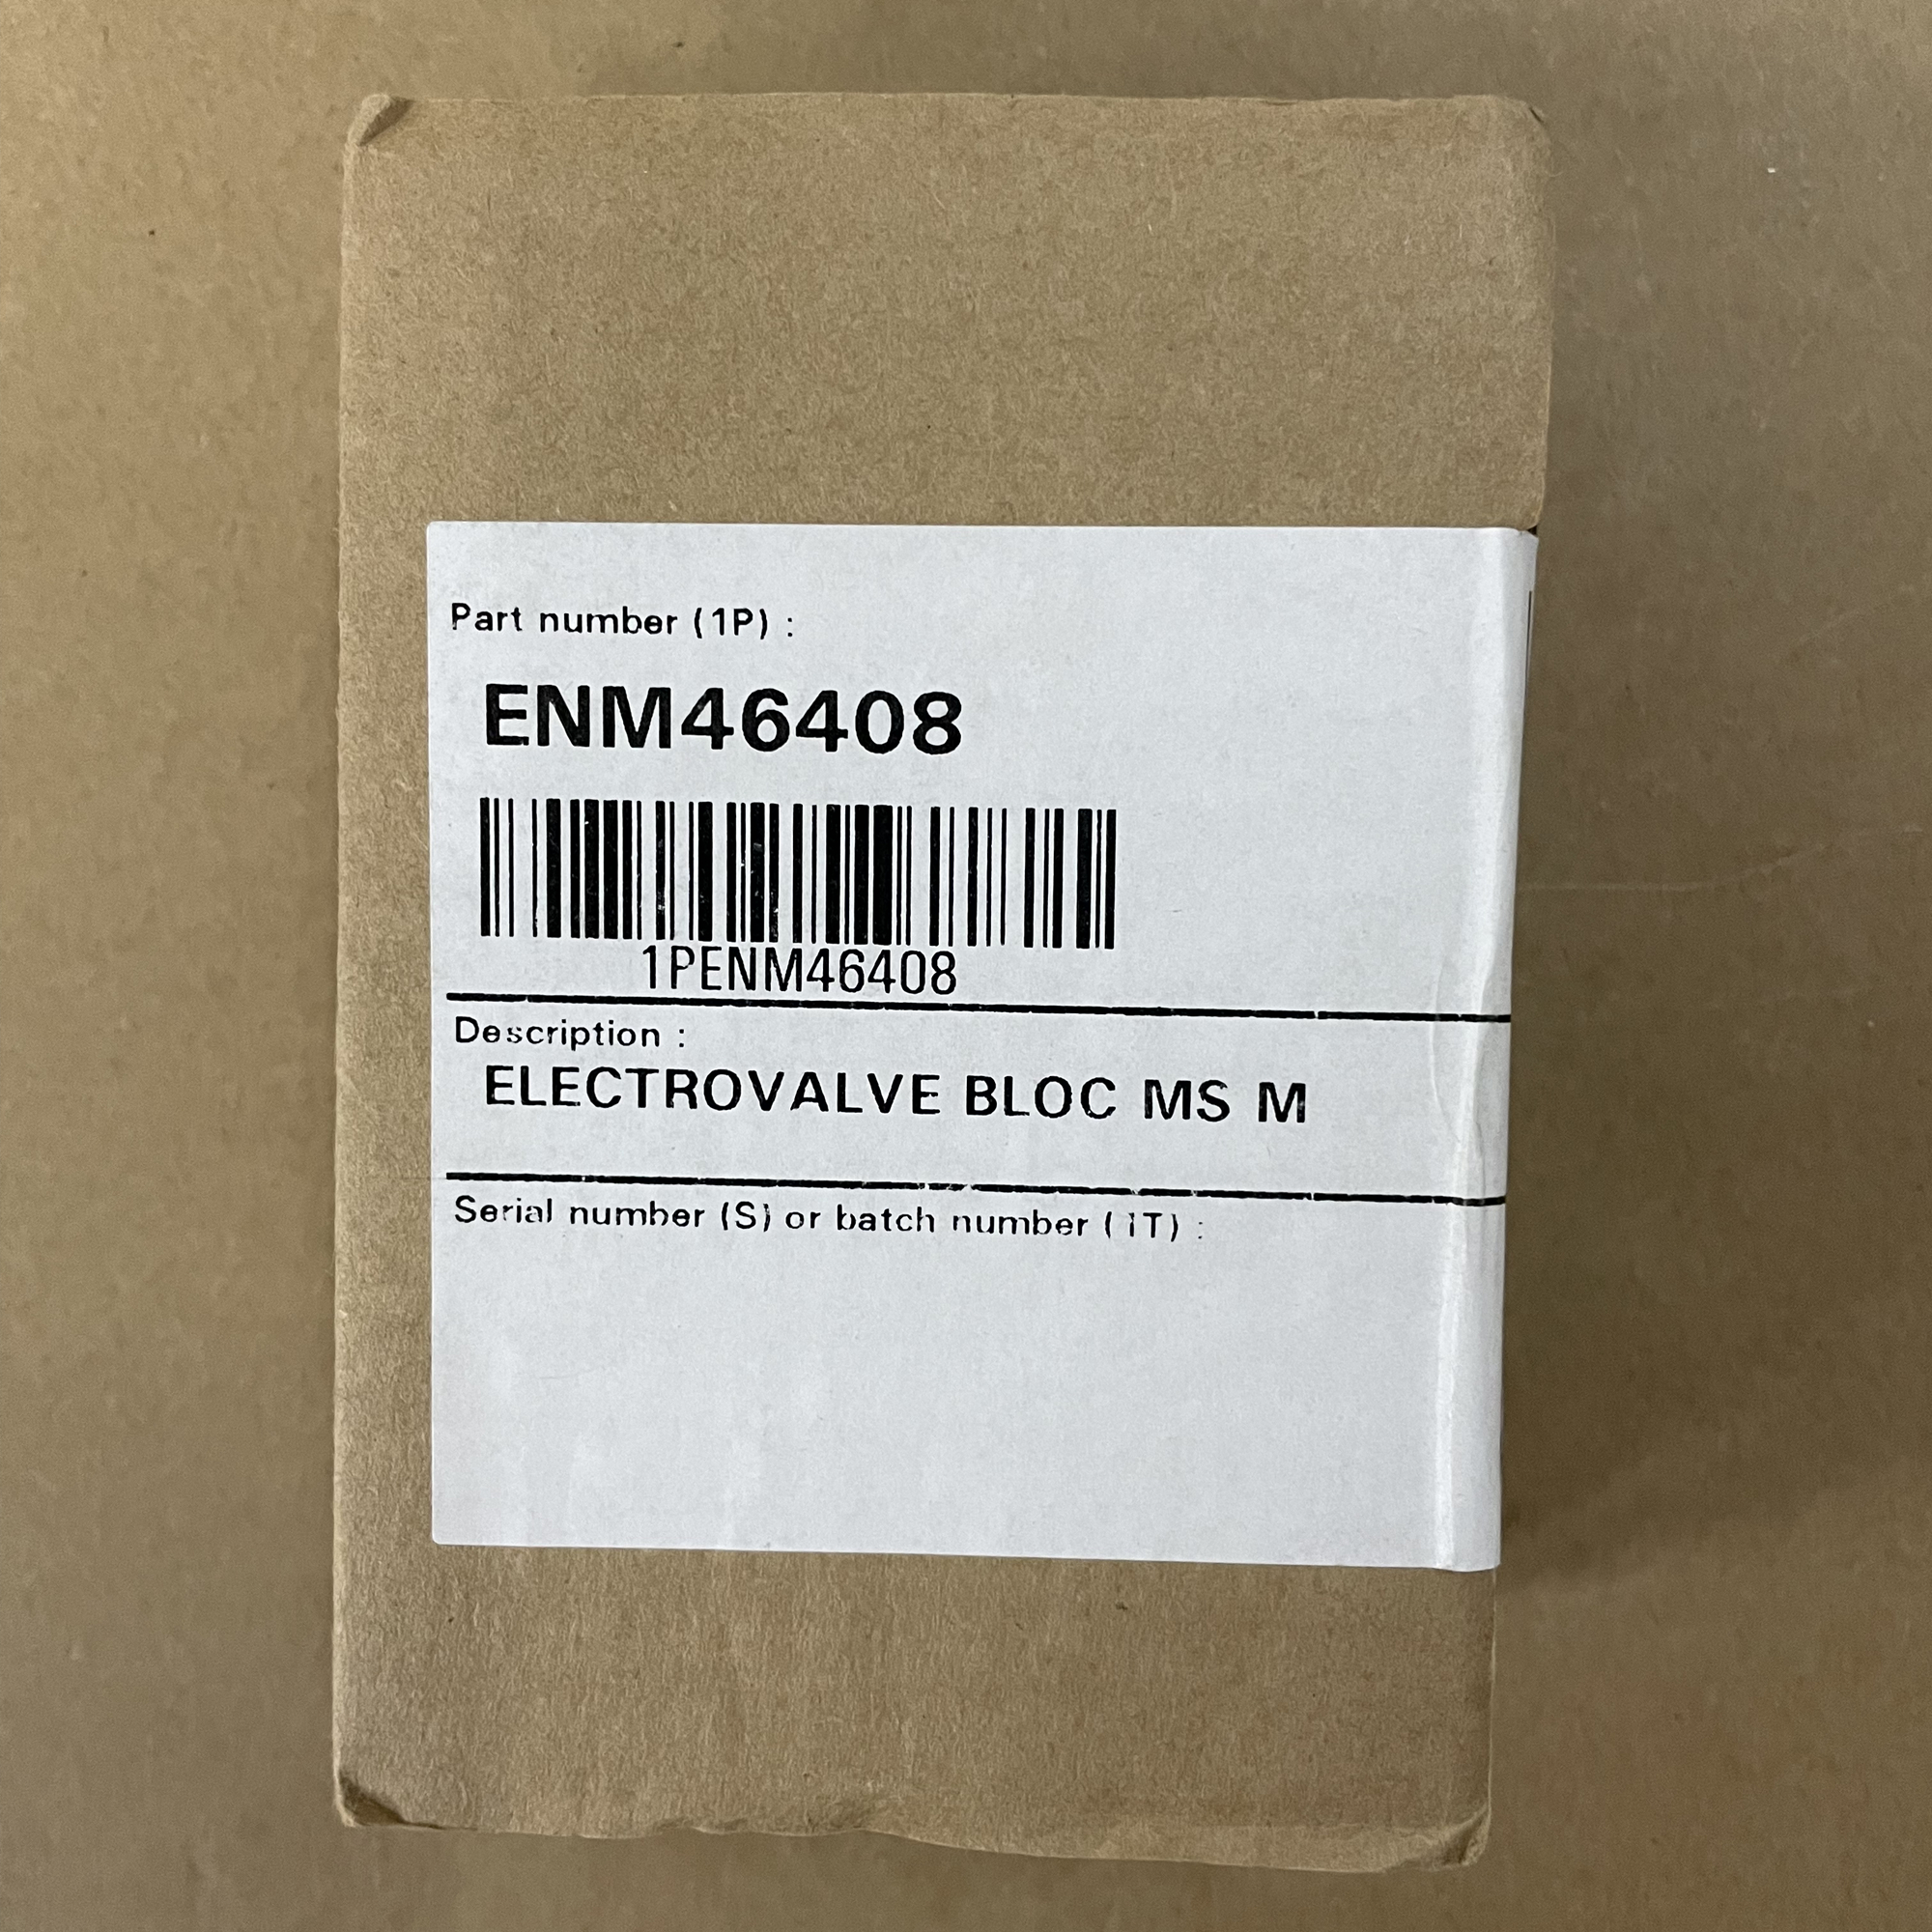 Part number (1P) :
ENM46408
1PENM46408
Description :
ELECTROVALVE BLOC MS M
Serial number (S) or batch number (1T) :